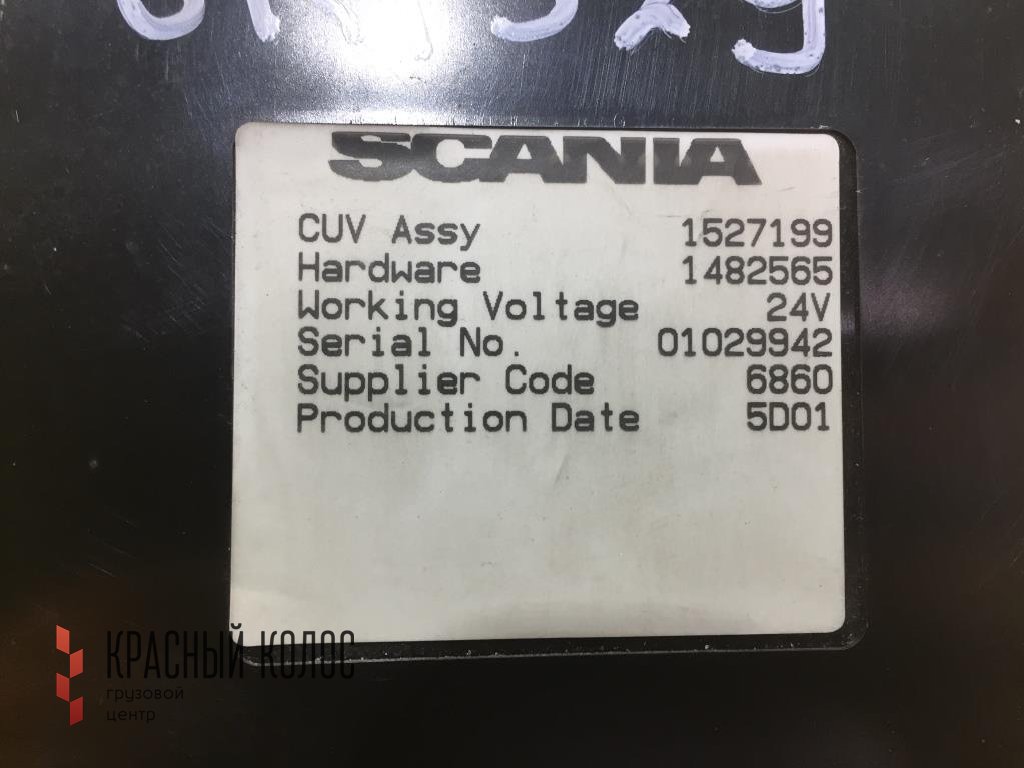 SCANIA
CUV Assy 1527199
Hardware 1482565
Working Voltage 24V
Serial No. 01029942
Supplier Code 6860
Production Date 5D01
КРАСНЫЙ КОЛОС
грузовой
центр